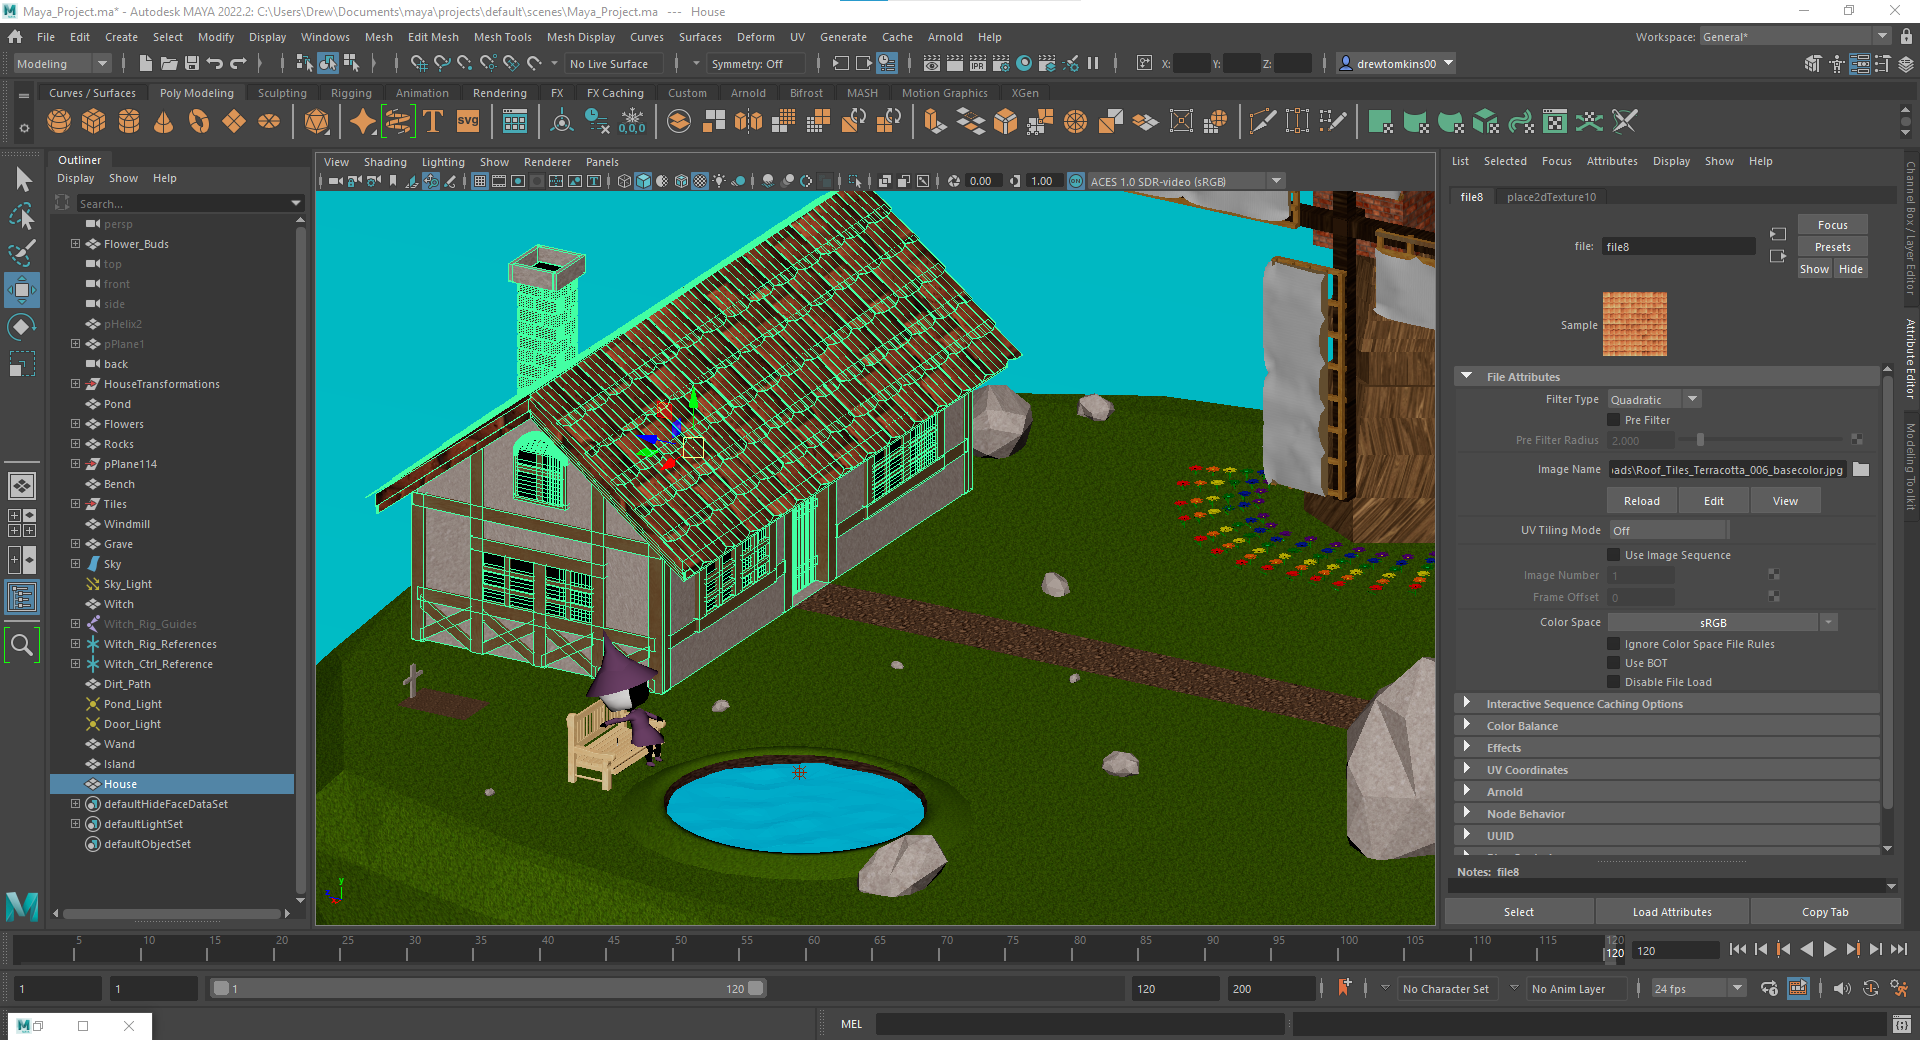 Maya_Project.ma* - Autodesk MAYA 2022.2: C:\Users\Drew\Documents\maya\projects\default\scenes\Maya_Project.ma --- House
File Edit Create Select Modify Display Windows Mesh Edit Mesh Mesh Tools Mesh Display Curves Surfaces Deform UV Generate Cache Arnold Help
Workspace: General*
Modeling No Live Surface Symmetry: Off X: Y: Z: drewtomkins00
Curves / Surfaces Poly Modeling Sculpting Rigging Animation Rendering FX FX Caching Custom Arnold Bifrost MASH Motion Graphics XGen
Outliner
Display Show Help
Search...
persp
Flower_Buds
top
front
side
pHelix2
pPlane1
back
HouseTransformations
Pond
Flowers
Rocks
pPlane114
Bench
Tiles
Windmill
Grave
Sky
Sky_Light
Witch
Witch_Rig_Guides
Witch_Rig_References
Witch_Ctrl_Reference
Dirt_Path
Pond_Light
Door_Light
Wand
Island
House
defaultHideFaceDataSet
defaultLightSet
defaultObjectSet
View Shading Lighting Show Renderer Panels
0.00 1.00 ACES 1.0 SDR-video (sRGB)
List Selected Focus Attributes Display Show Help
file8 place2dTexture10
file: file8
Focus
Presets
Show Hide
Sample
File Attributes
Filter Type Quadratic
Pre Filter
Pre Filter Radius 2.000
Image Name ads\Roof_Tiles_Terracotta_006_basecolor.jpg
Reload Edit View
UV Tiling Mode Off
Use Image Sequence
Image Number 1
Frame Offset 0
Color Space sRGB
Ignore Color Space File Rules
Use BOT
Disable File Load
Interactive Sequence Caching Options
Color Balance
Effects
UV Coordinates
Arnold
Node Behavior
UUID
Notes: file8
Select Load Attributes Copy Tab
Channel Box / Layer Editor
Attribute Editor
Modeling Toolkit
5 10 15 20 25 30 35 40 45 50 55 60 65 70 75 80 85 90 95 100 105 110 115 120
120 120
1 1 1 120 120 200 No Character Set No Anim Layer 24 fps
MEL